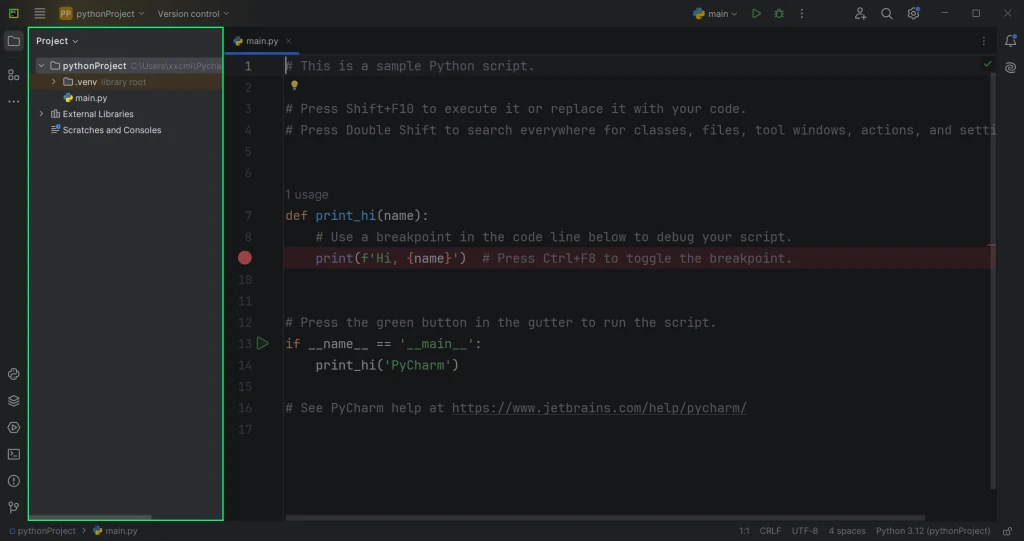 PP pythonProject Version control main
Project
main.py
pythonProject C:\Users\xxcmi\Pycha
.venv library root
main.py
External Libraries
Scratches and Consoles
1 # This is a sample Python script.
2
3 # Press Shift+F10 to execute it or replace it with your code.
4 # Press Double Shift to search everywhere for classes, files, tool windows, actions, and setti
5
6
1 usage
7 def print_hi(name):
8 # Use a breakpoint in the code line below to debug your script.
print(f'Hi, {name}') # Press Ctrl+F8 to toggle the breakpoint.
10
11
12 # Press the green button in the gutter to run the script.
13 if __name__ == '__main__':
14 print_hi('PyCharm')
15
16 # See PyCharm help at https://www.jetbrains.com/help/pycharm/
17
pythonProject > main.py 1:1 CRLF UTF-8 4 spaces Python 3.12 (pythonProject)